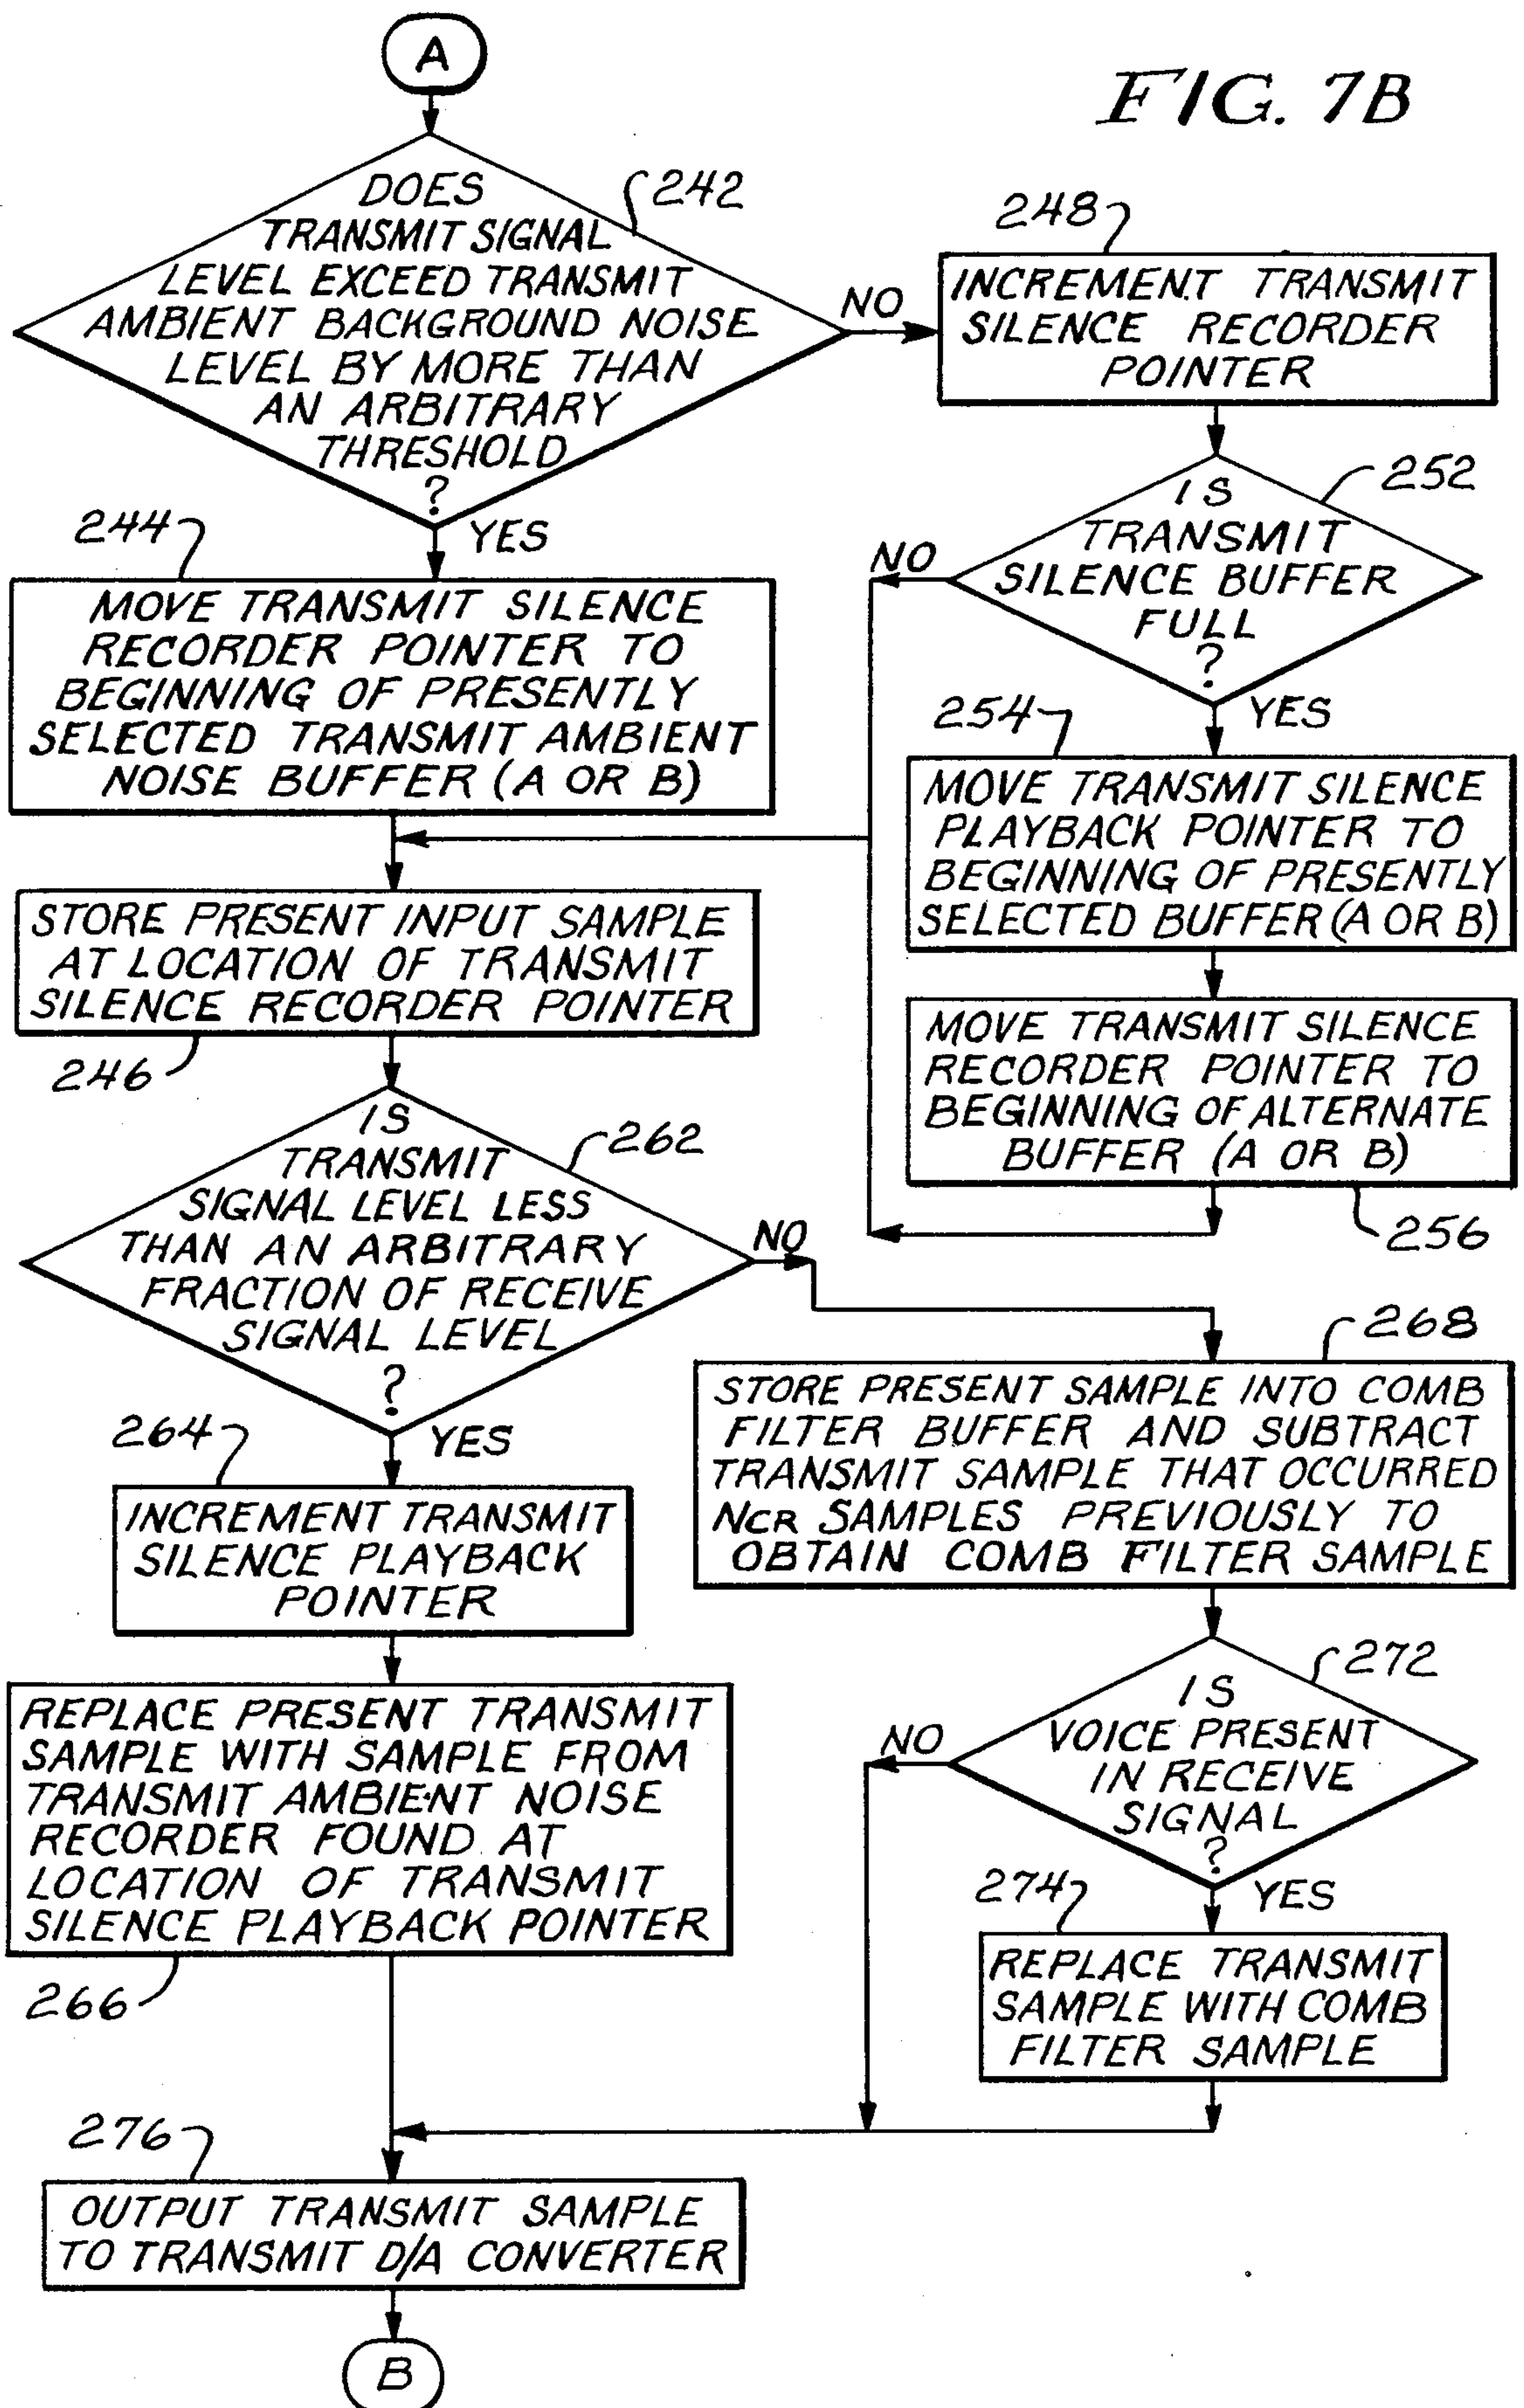 A
FIG. 7B
DOES
TRANSMIT SIGNAL
LEVEL EXCEED TRANSMIT
AMBIENT BACKGROUND NOISE
LEVEL BY MORE THAN
AN ARBITRARY
THRESHOLD
?
242
NO
YES
248
INCREMENT TRANSMIT
SILENCE RECORDER
POINTER
252
IS
TRANSMIT
SILENCE BUFFER
FULL
?
NO
YES
244
MOVE TRANSMIT SILENCE
RECORDER POINTER TO
BEGINNING OF PRESENTLY
SELECTED TRANSMIT AMBIENT
NOISE BUFFER (A OR B)
254
MOVE TRANSMIT SILENCE
PLAYBACK POINTER TO
BEGINNING OF PRESENTLY
SELECTED BUFFER (A OR B)
STORE PRESENT INPUT SAMPLE
AT LOCATION OF TRANSMIT
SILENCE RECORDER POINTER
246
MOVE TRANSMIT SILENCE
RECORDER POINTER TO
BEGINNING OF ALTERNATE
BUFFER (A OR B)
256
IS
TRANSMIT
SIGNAL LEVEL LESS
THAN AN ARBITRARY
FRACTION OF RECEIVE
SIGNAL LEVEL
?
262
NO
YES
268
STORE PRESENT SAMPLE INTO COMB
FILTER BUFFER AND SUBTRACT
TRANSMIT SAMPLE THAT OCCURRED
NCR SAMPLES PREVIOUSLY TO
OBTAIN COMB FILTER SAMPLE
264
INCREMENT TRANSMIT
SILENCE PLAYBACK
POINTER
272
IS
VOICE PRESENT
IN RECEIVE
SIGNAL
?
NO
YES
REPLACE PRESENT TRANSMIT
SAMPLE WITH SAMPLE FROM
TRANSMIT AMBIENT NOISE
RECORDER FOUND AT
LOCATION OF TRANSMIT
SILENCE PLAYBACK POINTER
266
274
REPLACE TRANSMIT
SAMPLE WITH COMB
FILTER SAMPLE
276
OUTPUT TRANSMIT SAMPLE
TO TRANSMIT D/A CONVERTER
B